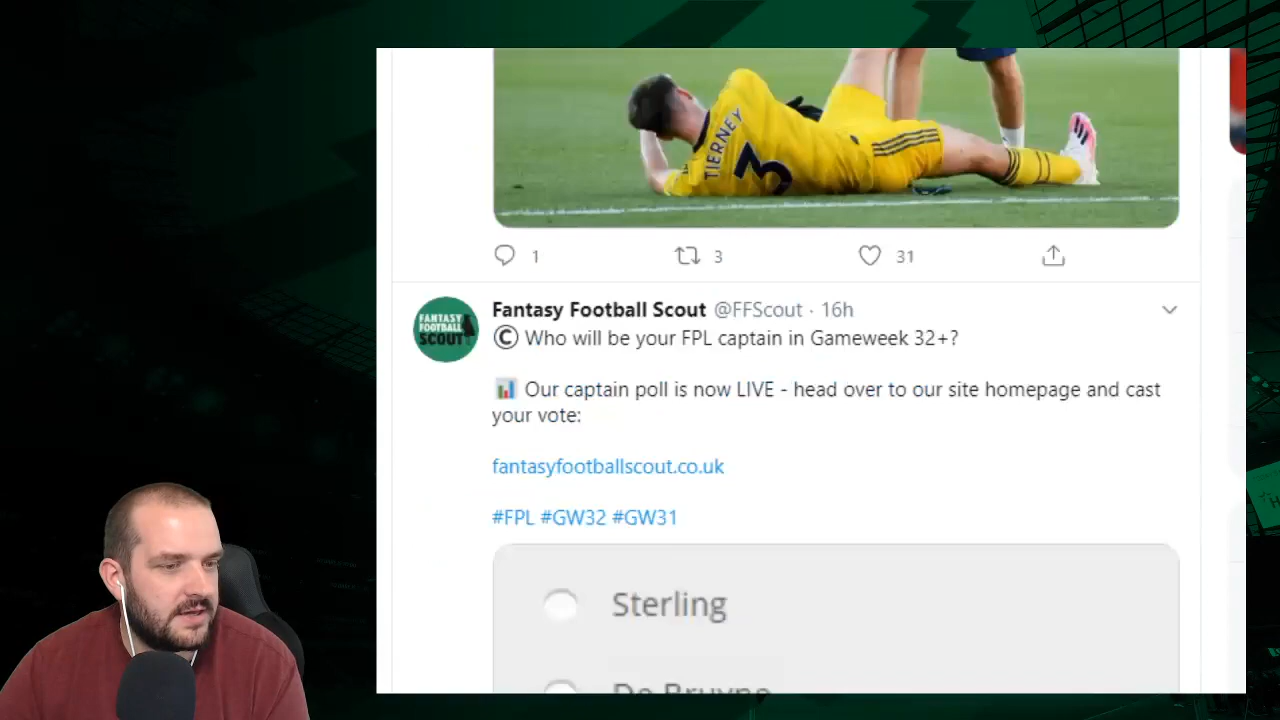 TIERNEY
3
1
3
31
FANTASY
FOOTBALL
SCOUT
Fantasy Football Scout @FFScout · 16h
© Who will be your FPL captain in Gameweek 32+?
📊 Our captain poll is now LIVE - head over to our site homepage and cast
your vote:
fantasyfootballscout.co.uk
#FPL #GW32 #GW31
Sterling
De Bruyne